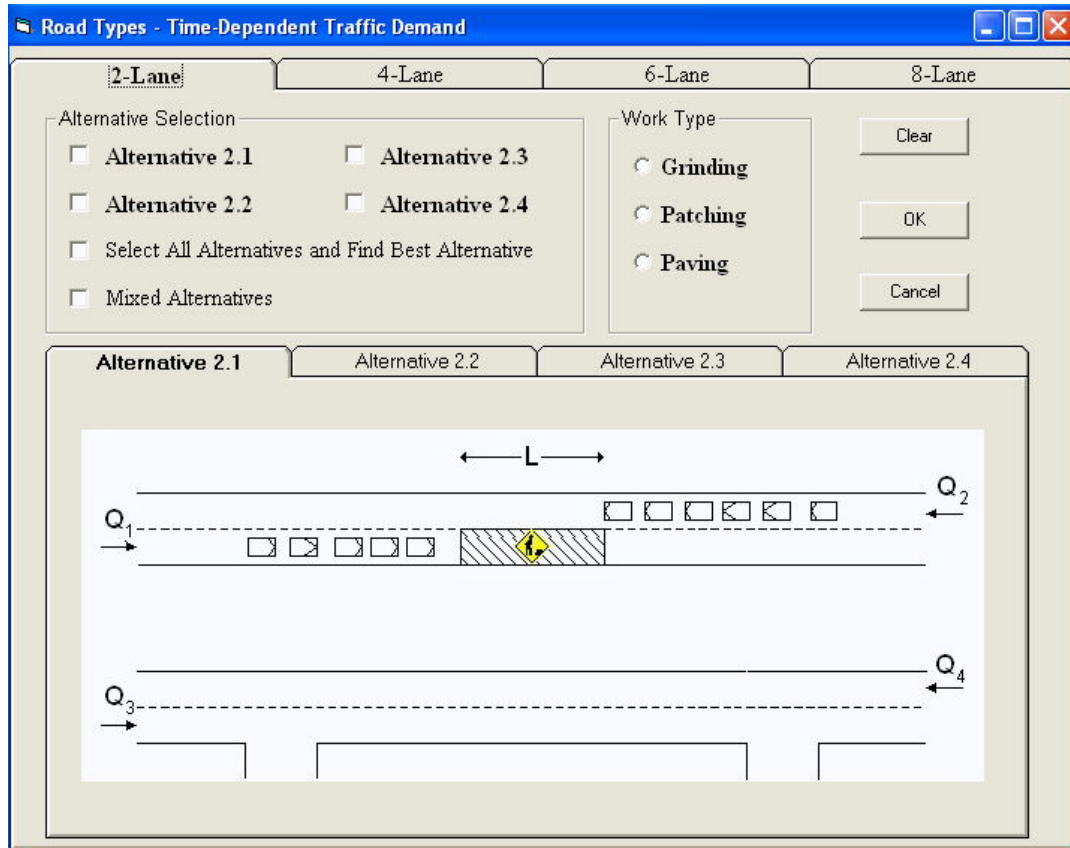 Road Types - Time-Dependent Traffic Demand
2-Lane 4-Lane 6-Lane 8-Lane
Alternative Selection
Alternative 2.1 Alternative 2.3
Alternative 2.2 Alternative 2.4
Select All Alternatives and Find Best Alternative
Mixed Alternatives
Work Type
Grinding
Patching
Paving
Clear
OK
Cancel
Alternative 2.1 Alternative 2.2 Alternative 2.3 Alternative 2.4
L
Q2
Q1
Q4
Q3